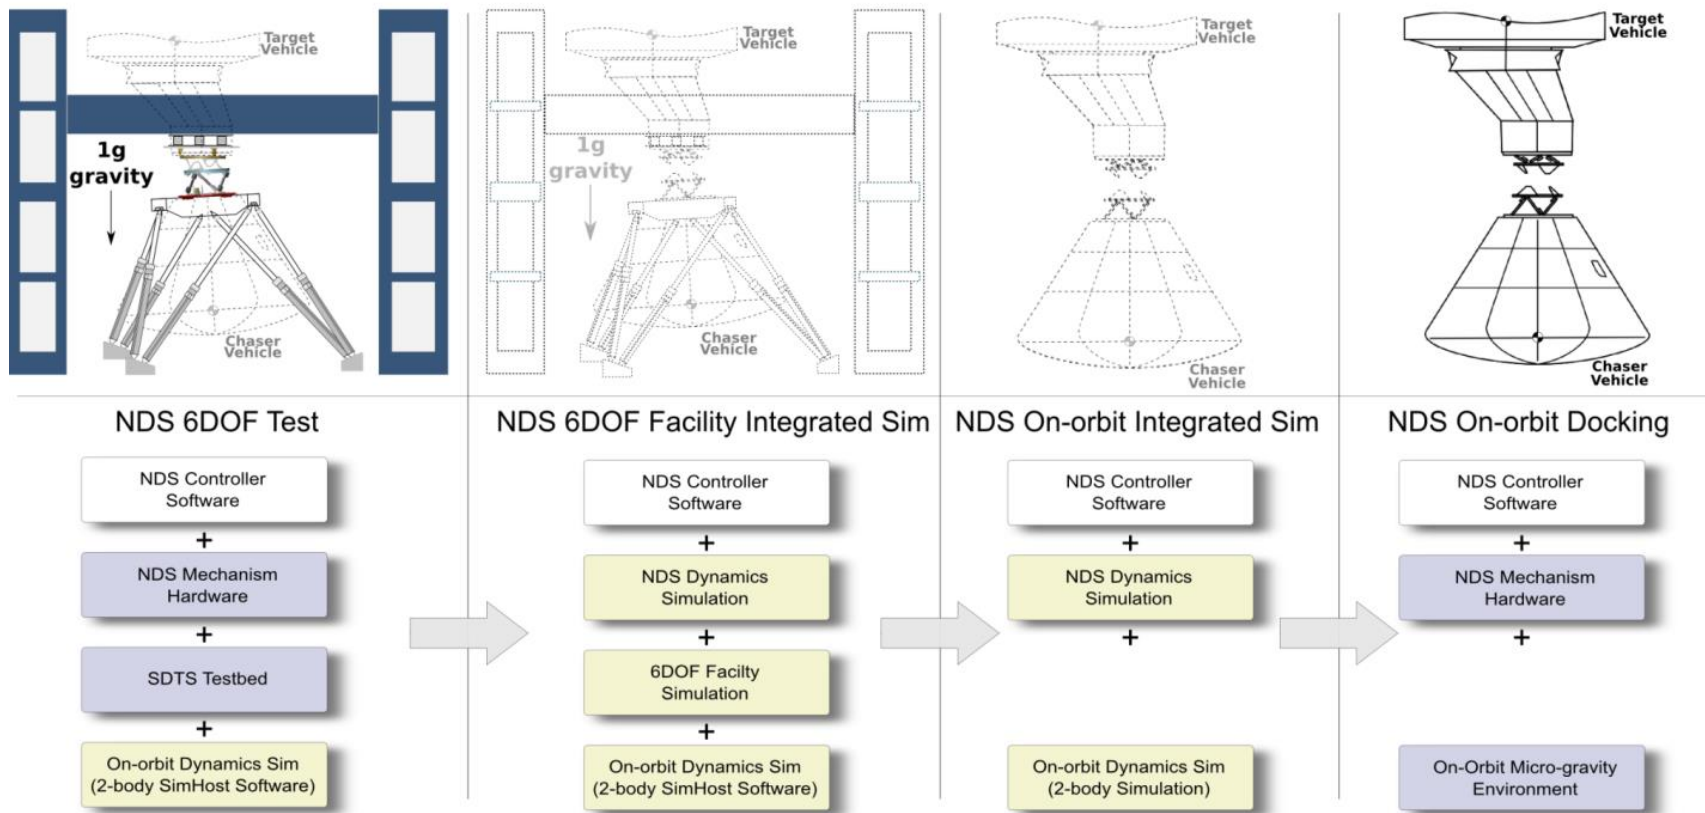 Target
Vehicle
1g
gravity
Chaser
Vehicle
Target
Vehicle
1g
gravity
Chaser
Vehicle
Target
Vehicle
Chaser
Vehicle
Target
Vehicle
Chaser
Vehicle
NDS 6DOF Test
NDS Controller
Software
+
NDS Mechanism
Hardware
+
SDTS Testbed
+
On-orbit Dynamics Sim
(2-body SimHost Software)
NDS 6DOF Facility Integrated Sim
NDS Controller
Software
+
NDS Dynamics
Simulation
+
6DOF Facilty
Simulation
+
On-orbit Dynamics Sim
(2-body SimHost Software)
NDS On-orbit Integrated Sim
NDS Controller
Software
+
NDS Dynamics
Simulation
+
On-orbit Dynamics Sim
(2-body Simulation)
NDS On-orbit Docking
NDS Controller
Software
+
NDS Mechanism
Hardware
+
On-Orbit Micro-gravity
Environment